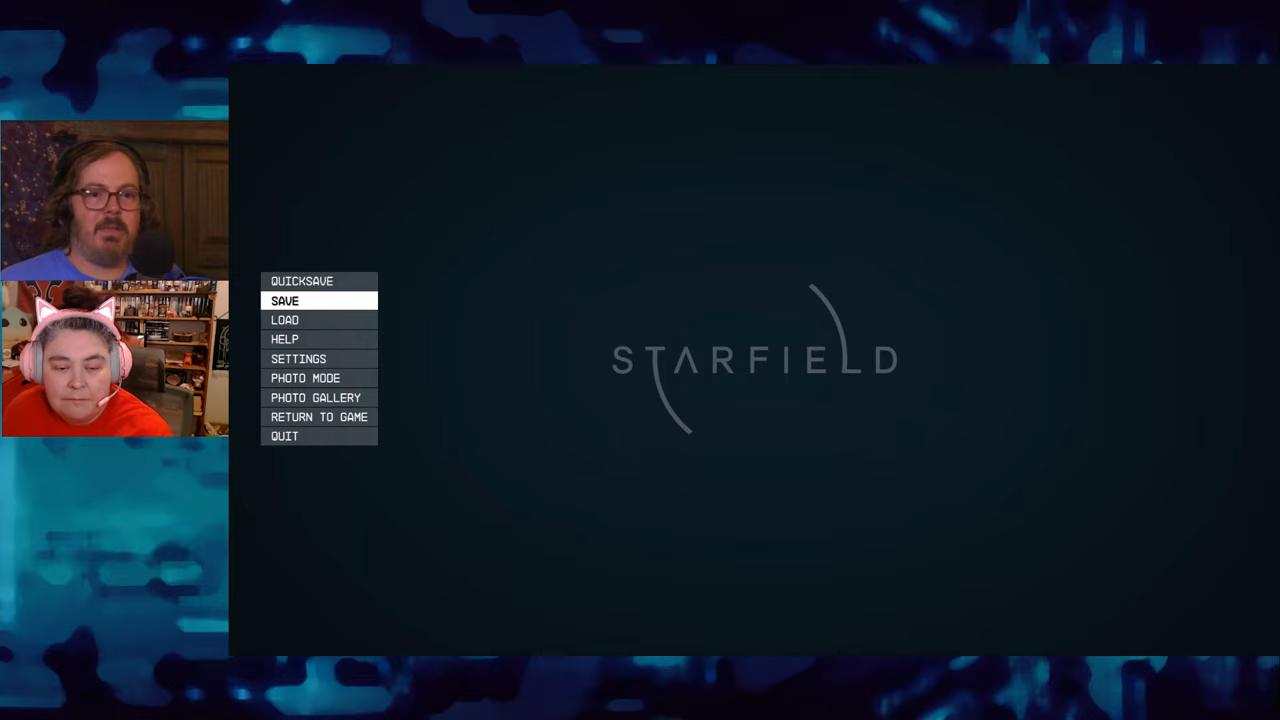 QUICKSAVE
SAVE
LOAD
HELP
SETTINGS
PHOTO MODE
PHOTO GALLERY
RETURN TO GAME
QUIT
STARFIELD